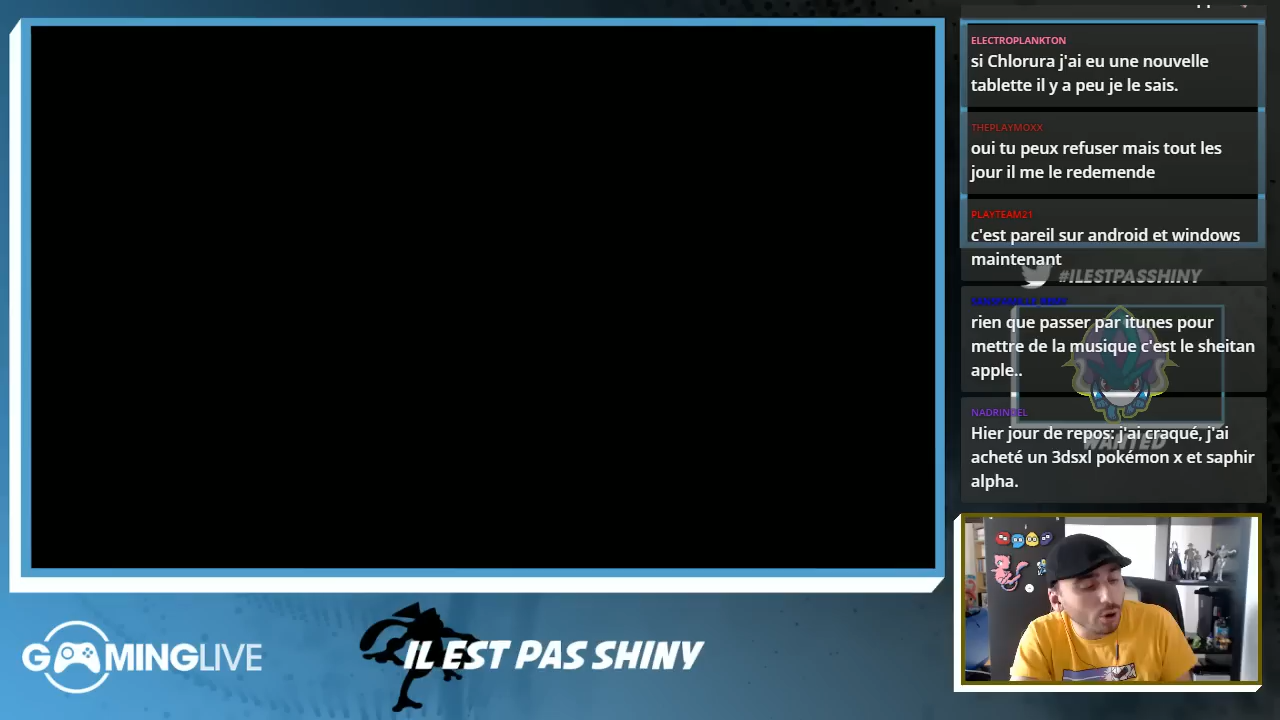 ELECTROPLANKTON
si Chlorura j'ai eu une nouvelle
tablette il y a peu je le sais.
THEPLAYMOXX
oui tu peux refuser mais tout les
jour il me le redemende
PLAYTEAM21
c'est pareil sur android et windows
maintenant
#ILESTPASSHINY
rien que passer par itunes pour
mettre de la musique c'est le sheitan
apple..
Hier jour de repos: j'ai craqué, j'ai
acheté un 3dsxl pokémon x et saphir
alpha.
WANTED
GAMINGLIVE
IL EST PAS SHINY